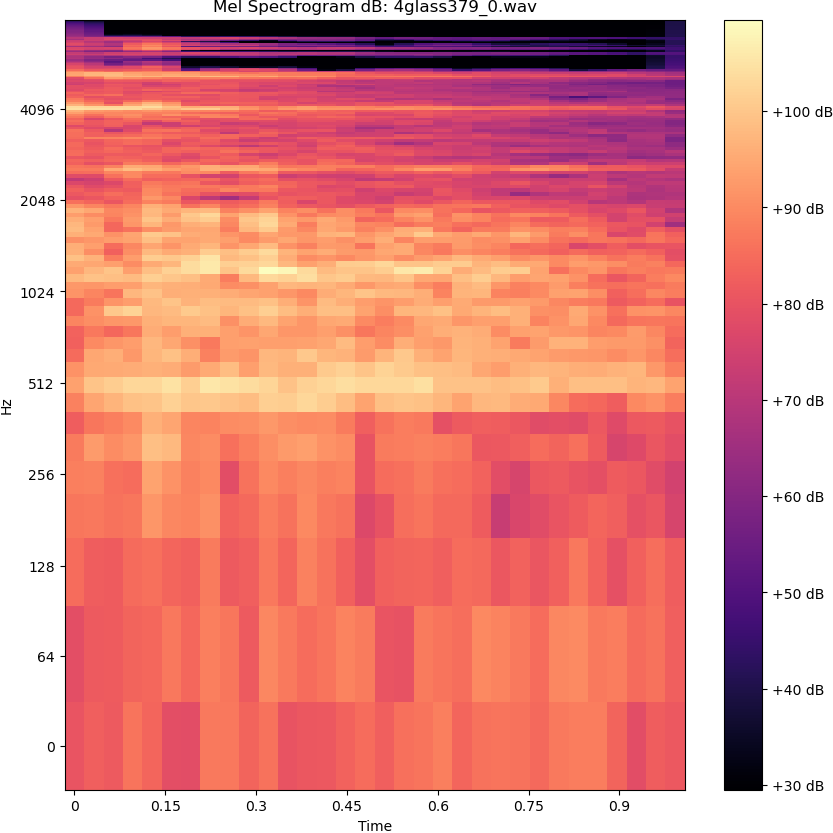 Mel Spectrogram dB: 4glass379_0.wav
Hz
4096
2048
1024
512
256
128
64
0
0 0.15 0.3 0.45 0.6 0.75 0.9
Time
+100 dB
+90 dB
+80 dB
+70 dB
+60 dB
+50 dB
+40 dB
+30 dB